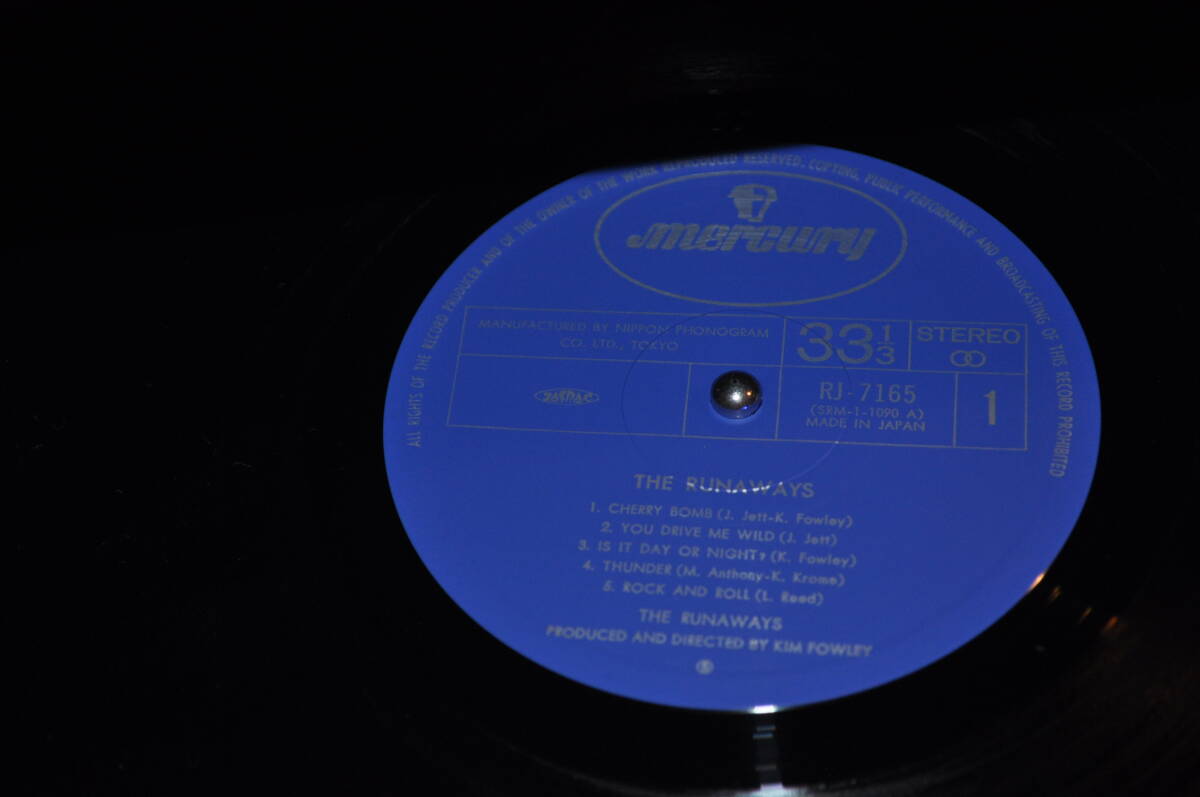 ALL RIGHTS OF THE RECORD PRODUCER AND OF THE OWNER OF THE WORK REPRODUCED RESERVED. COPYING, PUBLIC PERFORMANCE AND BROADCASTING OF THIS RECORD PROHIBITED
mercury
MANUFACTURED BY NIPPON PHONOGRAM
CO. LTD., TOKYO
33 1/3
STEREO
JASRAC
RJ-7165
(SRM-1-1090 A)
MADE IN JAPAN
1
THE RUNAWAYS
1. CHERRY BOMB (J. Jett-K. Fowley)
2. YOU DRIVE ME WILD (J. Jett)
3. IS IT DAY OR NIGHT? (K. Fowley)
4. THUNDER (M. Anthony-K. Krome)
5. ROCK AND ROLL (L. Reed)
THE RUNAWAYS
PRODUCED AND DIRECTED BY KIM FOWLEY